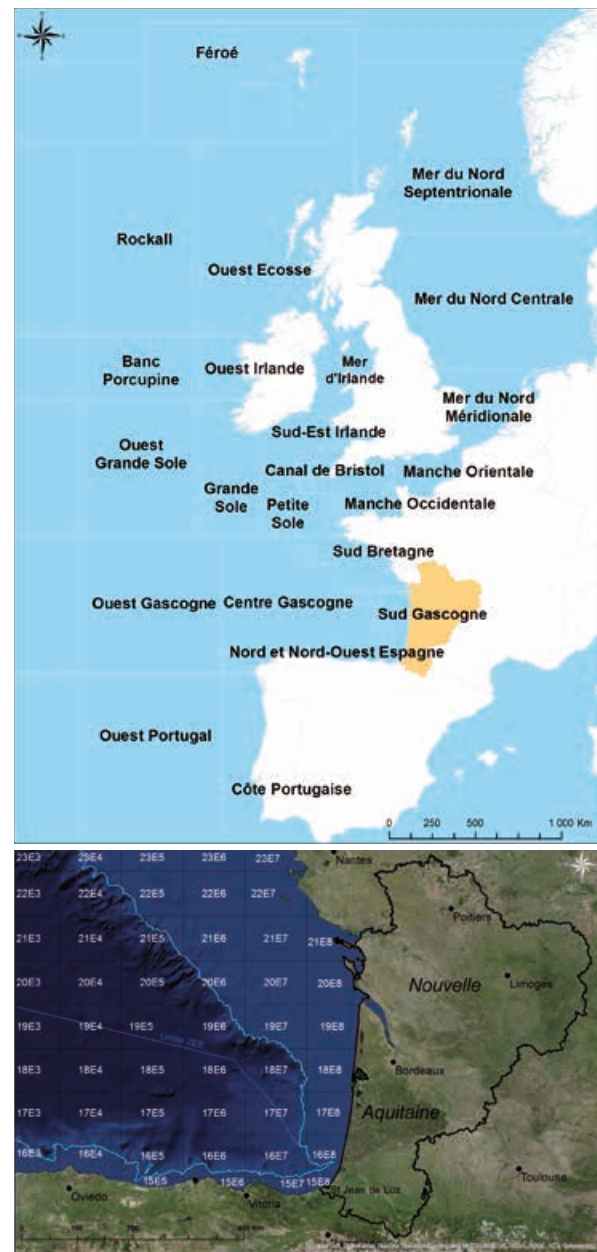 Féroé
Mer du Nord
Septentrionale
Rockall
Ouest Ecosse
Mer du Nord Centrale
Banc
Porcupine
Ouest Irlande
Mer
d'Irlande
Mer du Nord
Méridionale
Sud-Est Irlande
Ouest
Grande Sole
Canal de Bristol
Manche Orientale
Grande
Sole
Petite
Sole
Manche Occidentale
Sud Bretagne
Ouest Gascogne
Centre Gascogne
Sud Gascogne
Nord et Nord-Ouest Espagne
Ouest Portugal
Côte Portugaise
0 250 500 1 000 Km
23E3 23E4 23E5 23E6 23E7
Nantes
22E3 22E4 22E5 22E6 22E7
Poitiers
21E3 21E4 21E5 21E6 21E7 21E8
20E3 20E4 20E5 20E6 20E7 20E8
Nouvelle
Limoges
19E3 19E4 19E5 19E6 19E7 19E8
Limite ZEE
18E3 18E4 18E5 18E6 18E7 18E8
Bordeaux
17E3 17E4 17E5 17E6 17E7 17E8
Aquitaine
16E3 16E4 16E5 16E6 16E7 16E8
15E5 15E6 15E7 15E8
St Jean de Luz
Toulouse
Oviedo
Vitoria